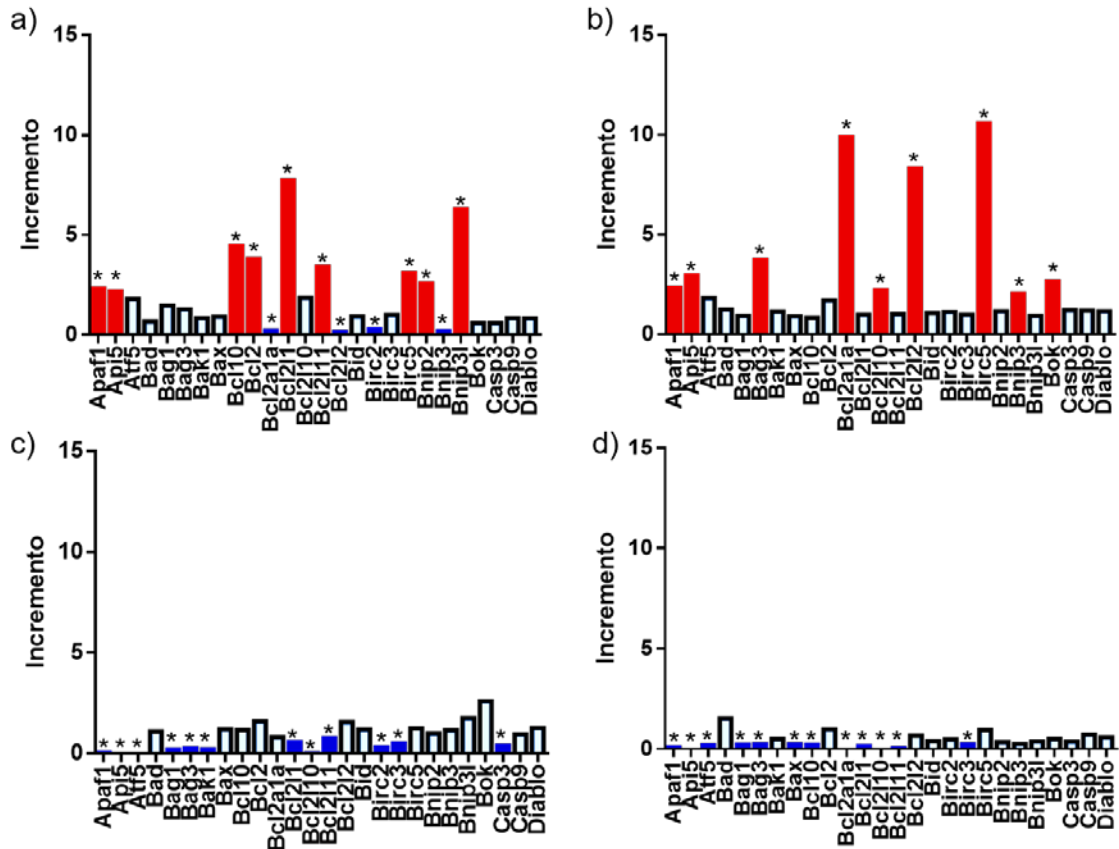 a)
Incremento
15
10
5
0
Apaf1
Api5
Atf5
Bad
Bag1
Bag3
Bak1
Bax
Bcl10
Bcl2
Bcl2a1a
Bcl2l1
Bcl2l10
Bcl2l11
Bcl2l2
Bid
Birc2
Birc3
Birc5
Bnip2
Bnip3
Bnip3l
Bok
Casp3
Casp9
Diablo
b)
Incremento
15
10
5
0
Apaf1
Api5
Atf5
Bad
Bag1
Bag3
Bak1
Bax
Bcl10
Bcl2
Bcl2a1a
Bcl2l1
Bcl2l10
Bcl2l11
Bcl2l2
Bid
Birc2
Birc3
Birc5
Bnip2
Bnip3
Bnip3l
Bok
Casp3
Casp9
Diablo
c)
Incremento
15
10
5
0
Apaf1
Api5
Atf5
Bad
Bag1
Bag3
Bak1
Bax
Bcl10
Bcl2
Bcl2a1a
Bcl2l1
Bcl2l10
Bcl2l11
Bcl2l2
Bid
Birc2
Birc3
Birc5
Bnip2
Bnip3
Bnip3l
Bok
Casp3
Casp9
Diablo
d)
Incremento
15
10
5
0
Apaf1
Api5
Atf5
Bad
Bag1
Bag3
Bak1
Bax
Bcl10
Bcl2
Bcl2a1a
Bcl2l1
Bcl2l10
Bcl2l11
Bcl2l2
Bid
Birc2
Birc3
Birc5
Bnip2
Bnip3
Bnip3l
Bok
Casp3
Casp9
Diablo